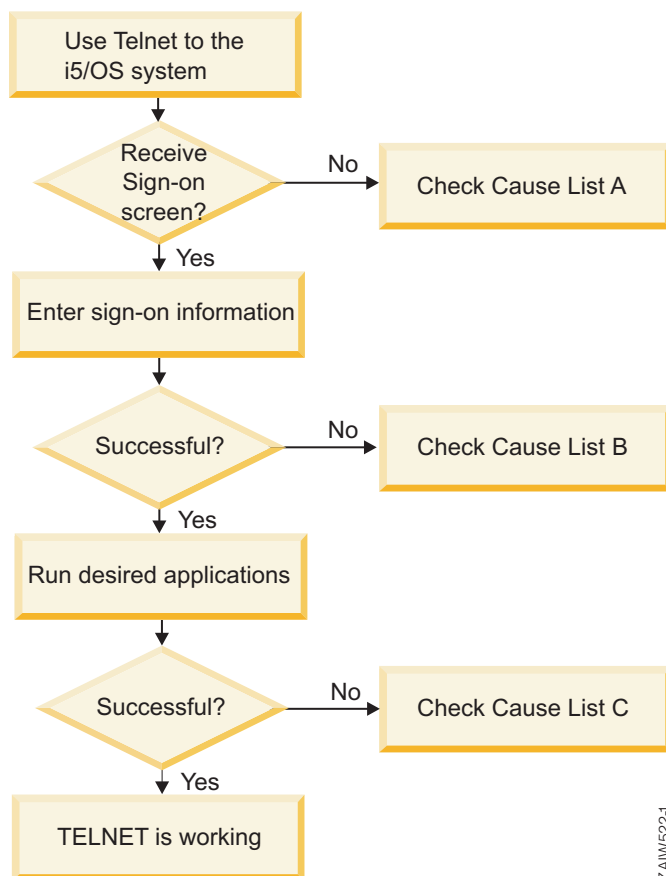 Use Telnet to the
i5/OS system
Receive
Sign-on
screen?
No
Check Cause List A
Yes
Enter sign-on information
Successful?
No
Check Cause List B
Yes
Run desired applications
Successful?
No
Check Cause List C
Yes
TELNET is working